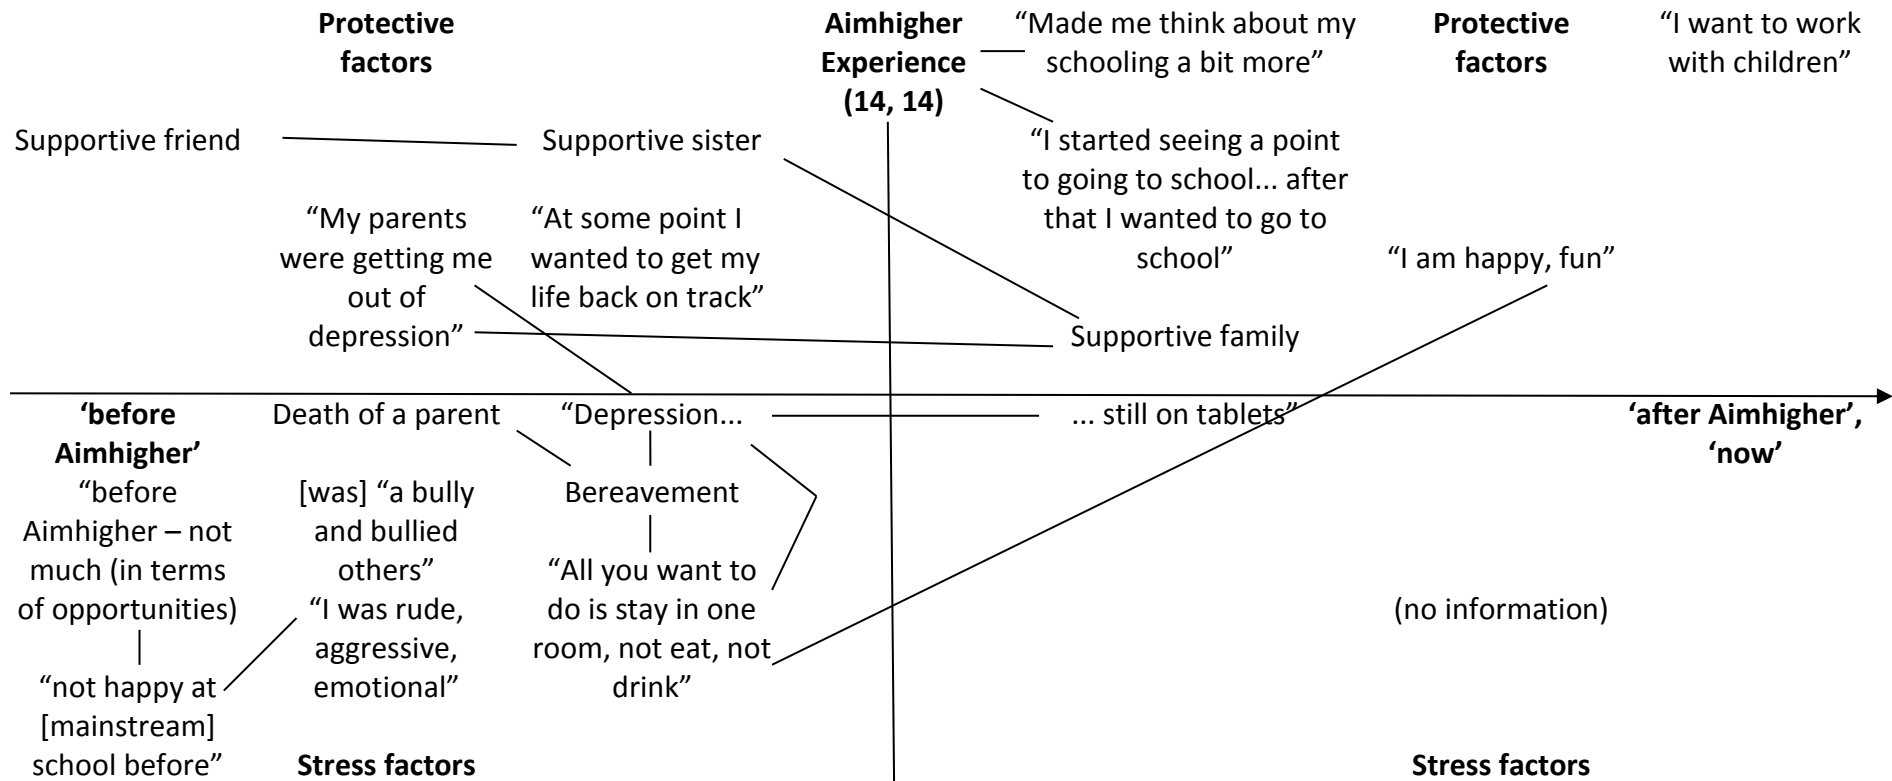 Protective
factors
Aimhigher
Experience
(14, 14)
“Made me think about my
schooling a bit more”
Protective
factors
“I want to work
with children”
Supportive friend
Supportive sister
“I started seeing a point
to going to school... after
that I wanted to go to
school”
“My parents
were getting me
out of
depression”
“At some point I
wanted to get my
life back on track”
“I am happy, fun”
Supportive family
‘before
Aimhigher’
Death of a parent
“Depression...
... still on tablets”
‘after Aimhigher’,
‘now’
“before
Aimhigher – not
much (in terms
of opportunities)
[was] “a bully
and bullied
others”
“I was rude,
aggressive,
emotional”
Bereavement
“All you want to
do is stay in one
room, not eat, not
drink”
(no information)
“not happy at
[mainstream]
school before”
Stress factors
Stress factors